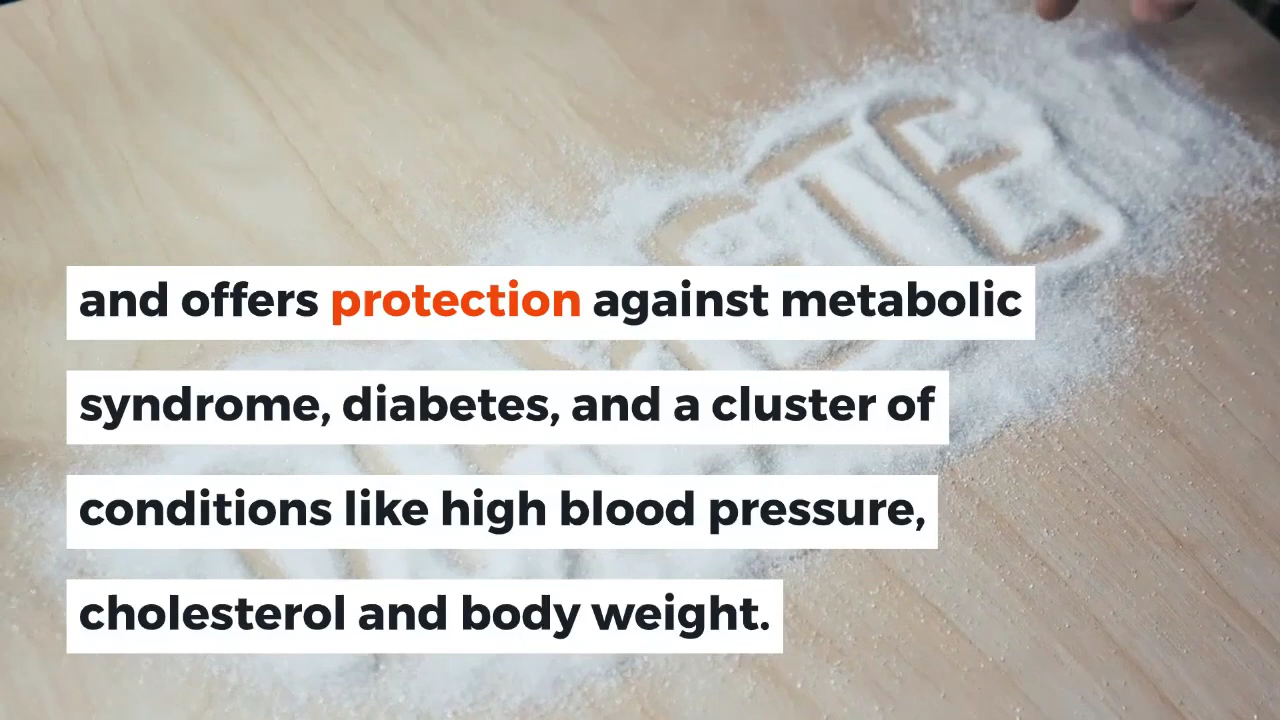 and offers protection against metabolic
syndrome, diabetes, and a cluster of
conditions like high blood pressure,
cholesterol and body weight.